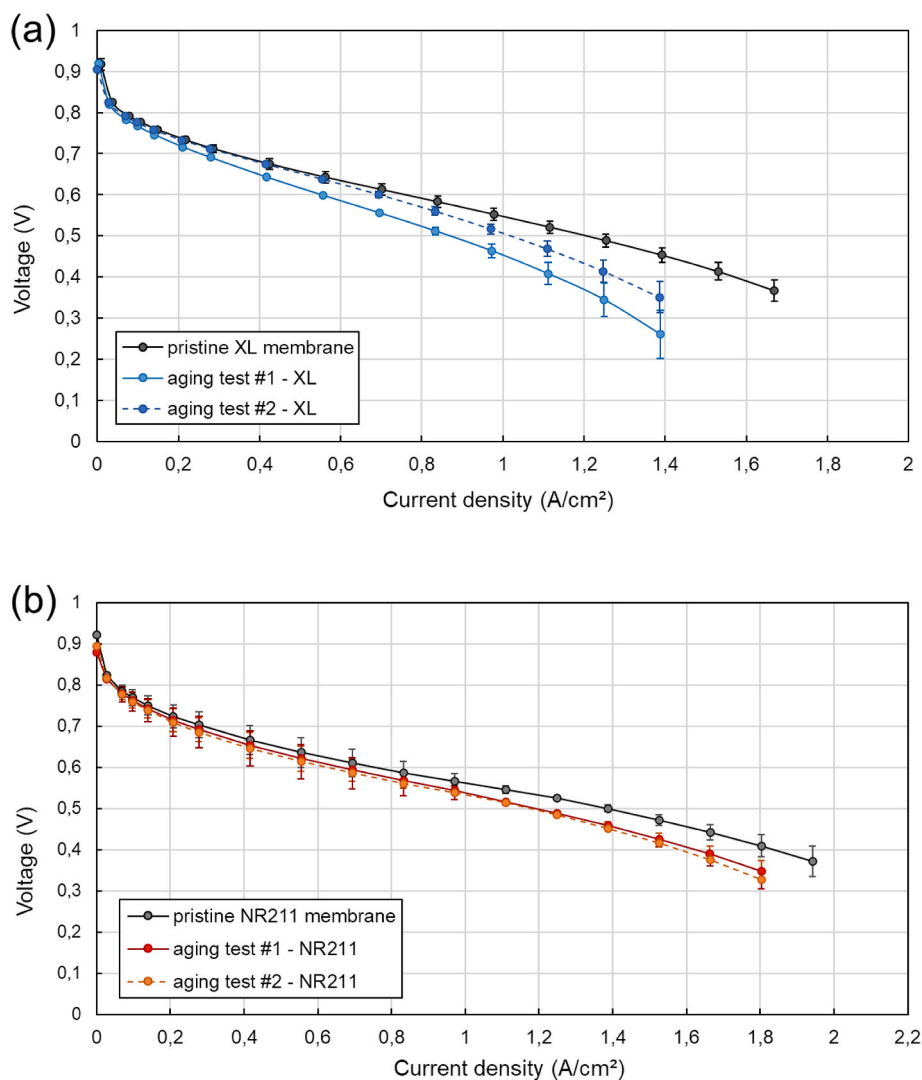 (a)
1
0,9
0,8
0,7
0,6
0,5
0,4
0,3
0,2
0,1
0
Voltage (V)
pristine XL membrane
aging test #1 - XL
aging test #2 - XL
0 0,2 0,4 0,6 0,8 1 1,2 1,4 1,6 1,8 2
Current density (A/cm²)
(b)
1
0,9
0,8
0,7
0,6
0,5
0,4
0,3
0,2
0,1
0
Voltage (V)
pristine NR211 membrane
aging test #1 - NR211
aging test #2 - NR211
0 0,2 0,4 0,6 0,8 1 1,2 1,4 1,6 1,8 2 2,2
Current density (A/cm²)